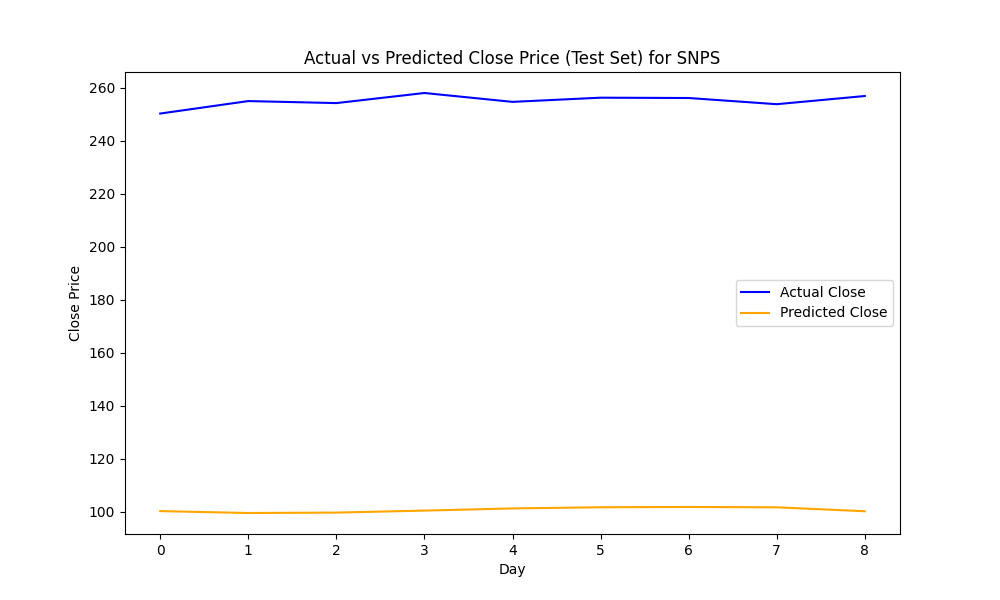 Actual vs Predicted Close Price (Test Set) for SNPS
260
240
220
200
180
160
140
120
100
Close Price
Actual Close
Predicted Close
0 1 2 3 4 5 6 7 8
Day